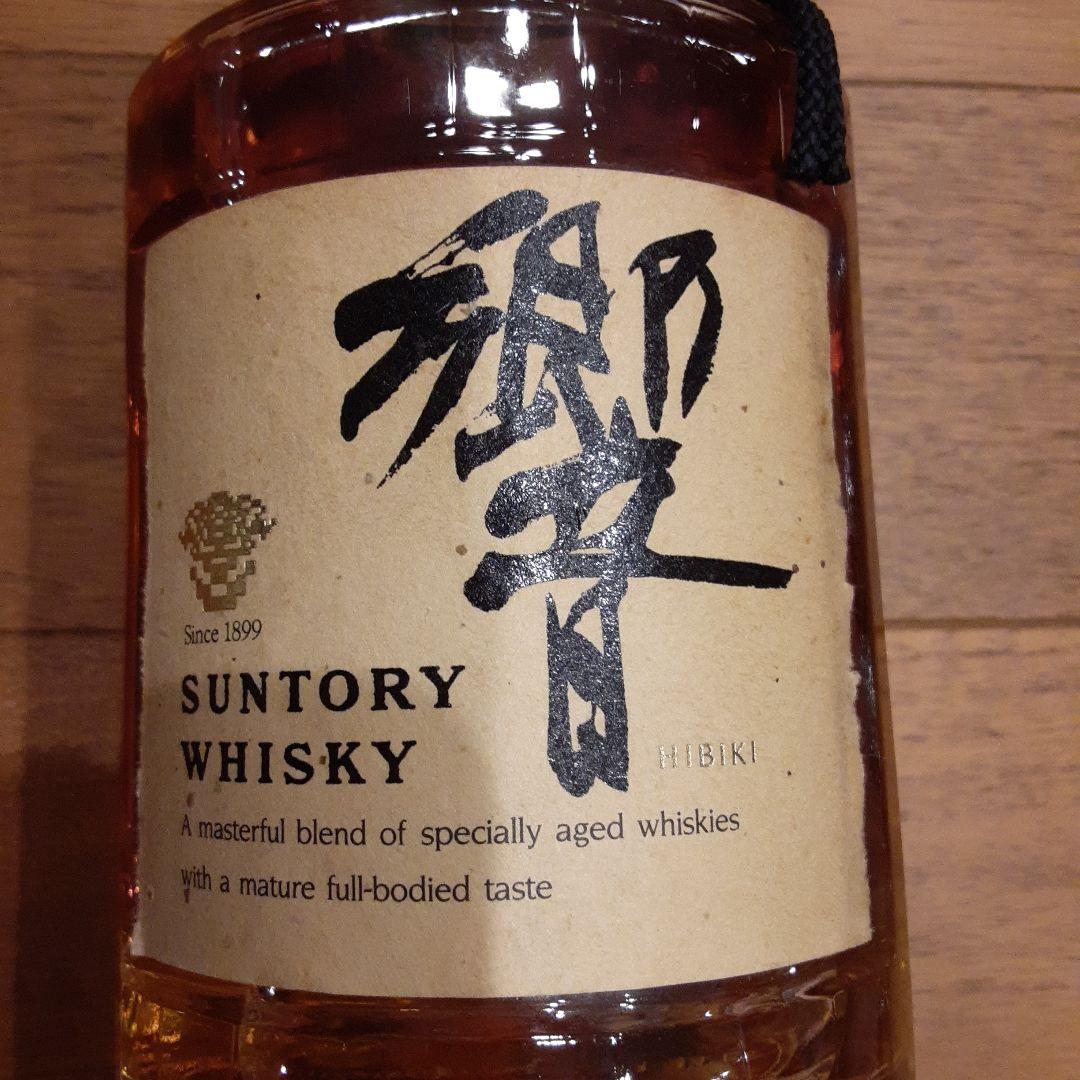 響
Since 1899
SUNTORY
WHISKY
HIBIKI
A masterful blend of specially aged whiskies
with a mature full-bodied taste